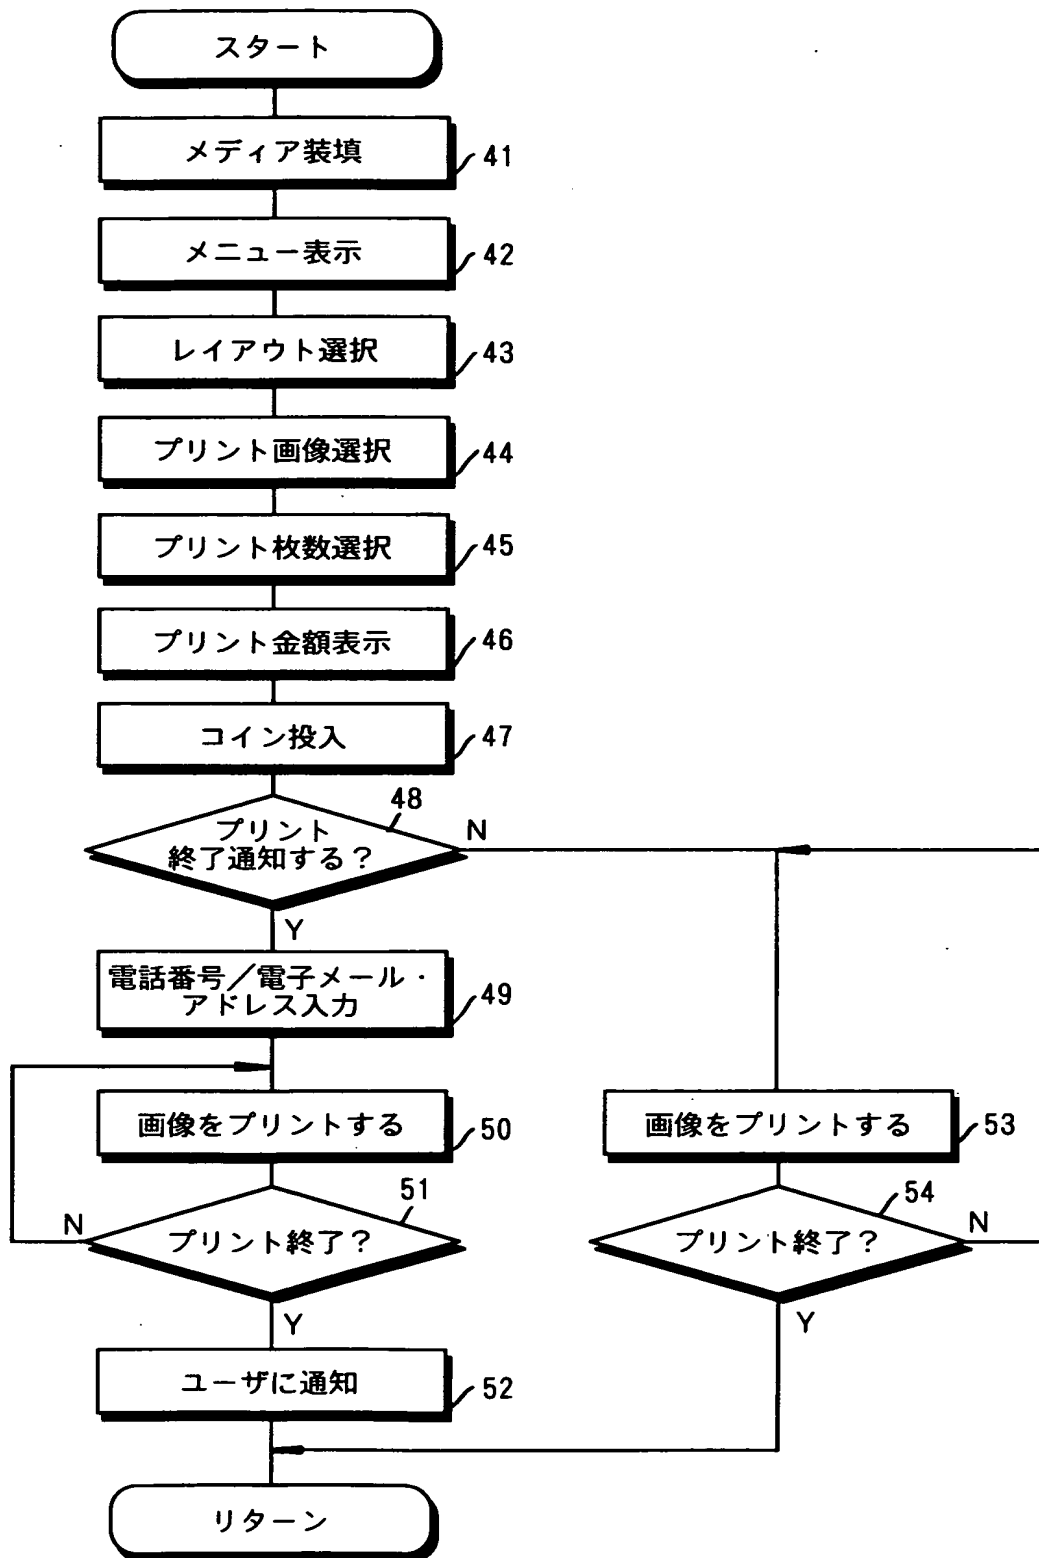 スタート
メディア装填
41
メニュー表示
42
レイアウト選択
43
プリント画像選択
44
プリント枚数選択
45
プリント金額表示
46
コイン投入
47
48
プリント
終了通知する？
N
Y
電話番号／電子メール・
アドレス入力
49
画像をプリントする
50
画像をプリントする
53
51
プリント終了？
N
Y
54
プリント終了？
N
Y
ユーザに通知
52
リターン